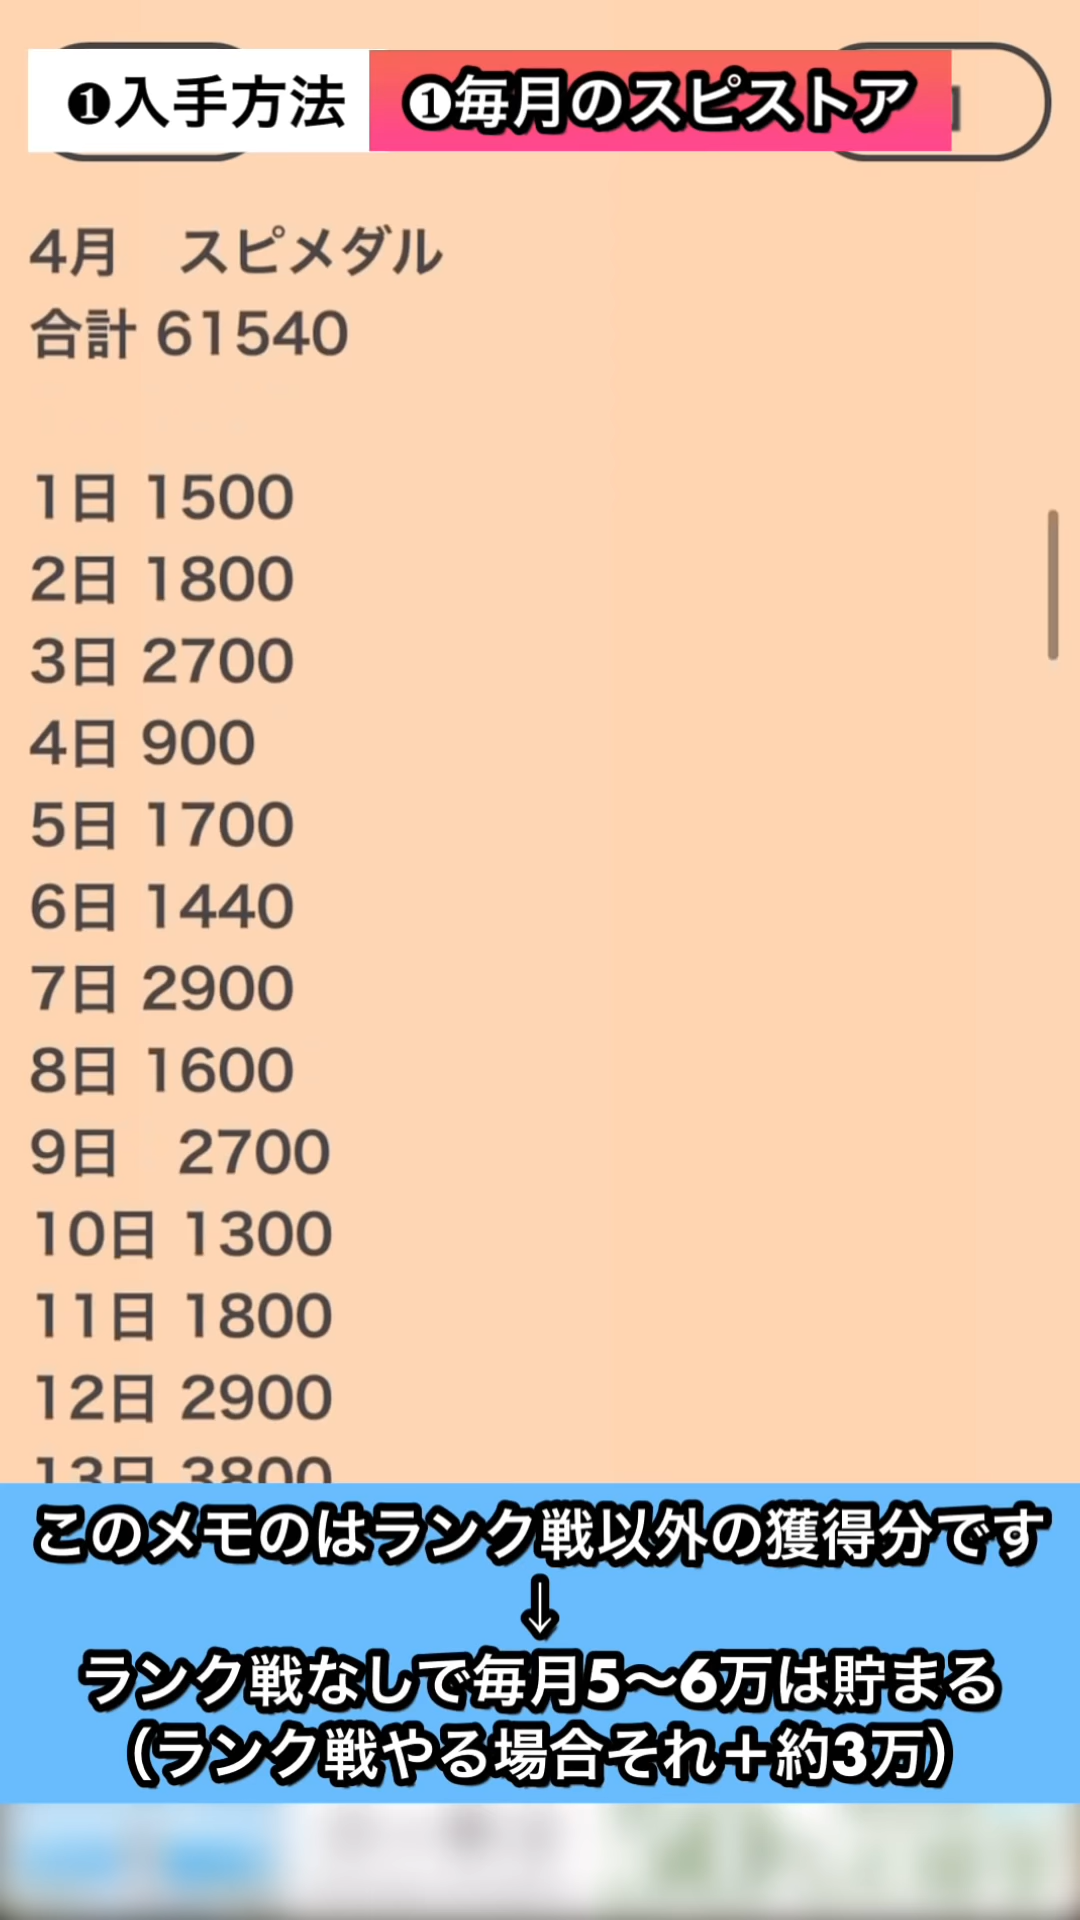 ❶入手方法 ❶毎月のスピストア
4月　スピメダル
合計 61540
1日 1500
2日 1800
3日 2700
4日 900
5日 1700
6日 1440
7日 2900
8日 1600
9日　2700
10日 1300
11日 1800
12日 2900
13日 3800
このメモのはランク戦以外の獲得分です
↓
ランク戦なしで毎月5〜6万は貯まる
（ランク戦やる場合それ＋約3万）